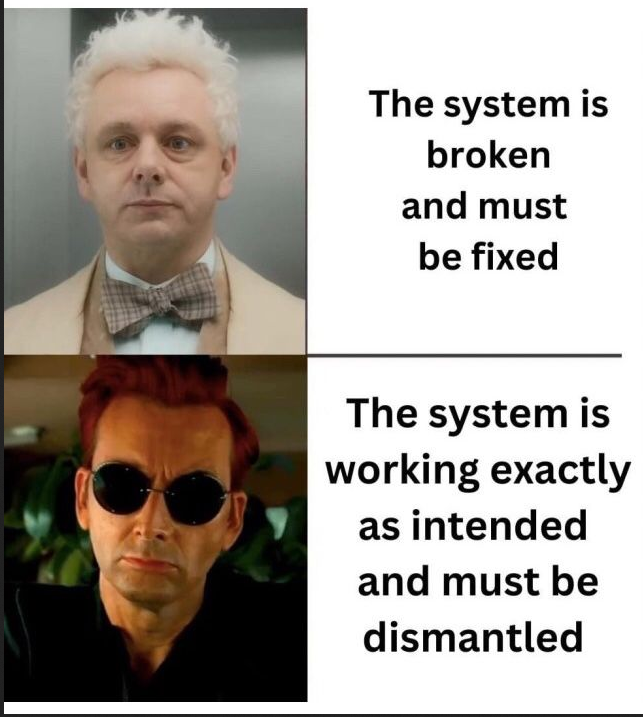 The system is
broken
and must
be fixed
The system is
working exactly
as intended
and must be
dismantled